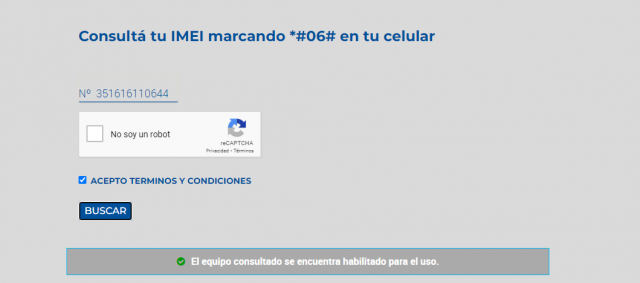 Consultá tu IMEI marcando *#06# en tu celular
Nº 351616110644
No soy un robot
reCAPTCHA
Privacidad - Términos
ACEPTO TERMINOS Y CONDICIONES
BUSCAR
El equipo consultado se encuentra habilitado para el uso.